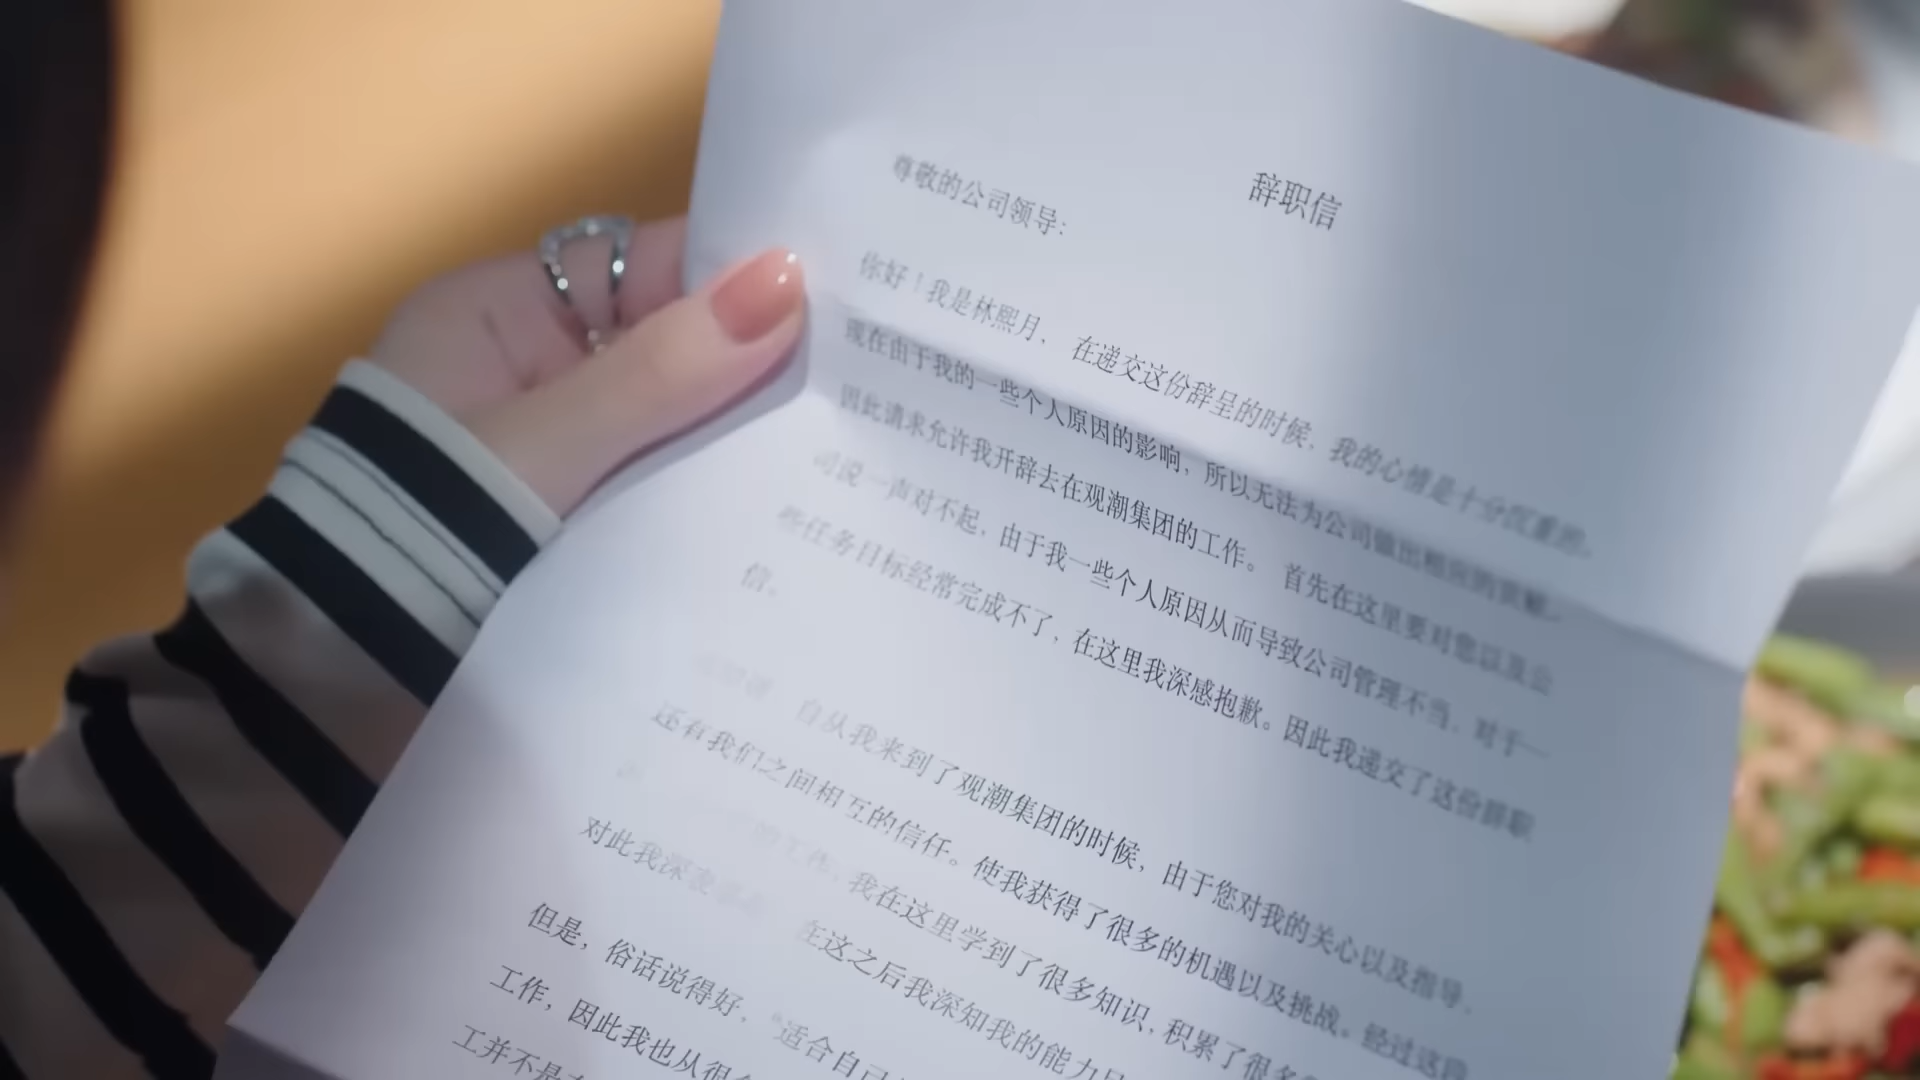 辞职信
尊敬的公司领导：
你好！我是林熙月， 在递交这份辞呈的时候，我的心情是十分沉重的。
现在由于我的一些个人原因的影响，所以无法为公司做出相应的贡献。
因此请求允许我开辞去在观潮集团的工作。 首先在这里要对您以及公
司说一声对不起，由于我一些个人原因从而导致公司管理不当，对于一
些任务目标经常完成不了，在这里我深感抱歉。因此我递交了这份辞职
信。
自从我来到了观潮集团的时候，由于您对我的关心以及指导，
还有我们之间相互的信任。使我获得了很多的机遇以及挑战。经过这段
的工作，我在这里学到了很多知识，积累了很多
对此我深 在这之后我深知我的能力
但是，俗话说得好，“适合自己
工作，因此我也从很
工并不是